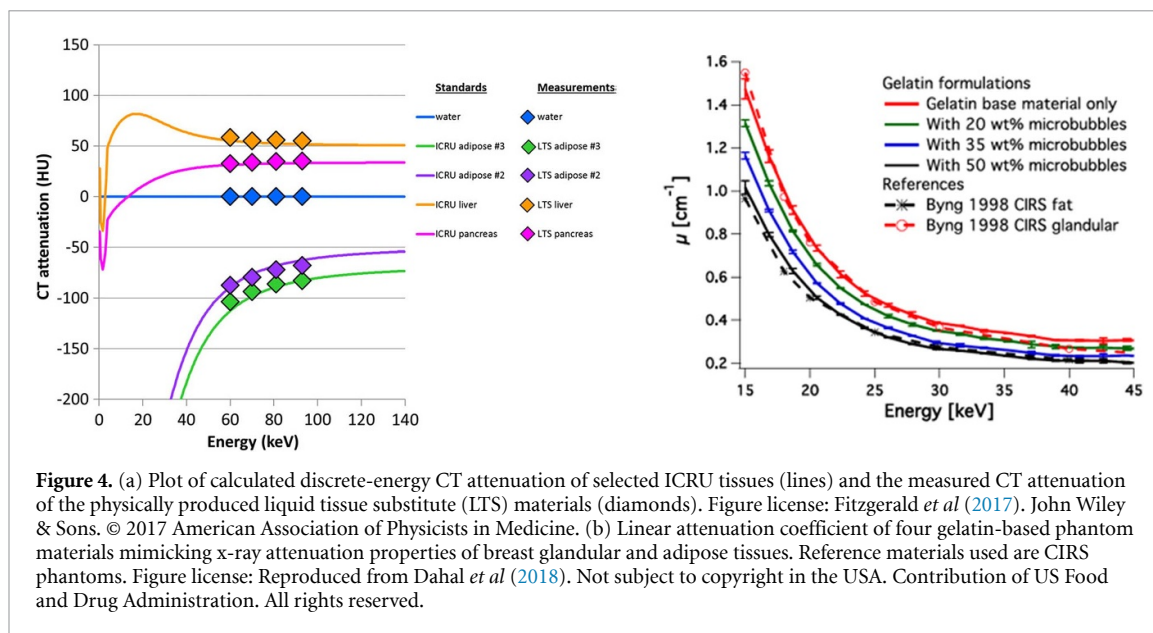 150
100
50
0
-50
-100
-150
-200
CT attenuation (HU)
0 20 40 60 80 100 120 140
Energy (keV)
Standards Measurements
water water
ICRU adipose #3 LTS adipose #3
ICRU adipose #2 LTS adipose #2
ICRU liver LTS liver
ICRU pancreas LTS pancreas
1.6
1.4
1.2
1.0
0.8
0.6
0.4
0.2
μ [cm⁻¹]
15 20 25 30 35 40 45
Energy [keV]
Gelatin formulations
Gelatin base material only
With 20 wt% microbubbles
With 35 wt% microbubbles
With 50 wt% microbubbles
References
Byng 1998 CIRS fat
Byng 1998 CIRS glandular
Figure 4. (a) Plot of calculated discrete-energy CT attenuation of selected ICRU tissues (lines) and the measured CT attenuation
of the physically produced liquid tissue substitute (LTS) materials (diamonds). Figure license: Fitzgerald et al (2017). John Wiley
& Sons. © 2017 American Association of Physicists in Medicine. (b) Linear attenuation coefficient of four gelatin-based phantom
materials mimicking x-ray attenuation properties of breast glandular and adipose tissues. Reference materials used are CIRS
phantoms. Figure license: Reproduced from Dahal et al (2018). Not subject to copyright in the USA. Contribution of US Food
and Drug Administration. All rights reserved.